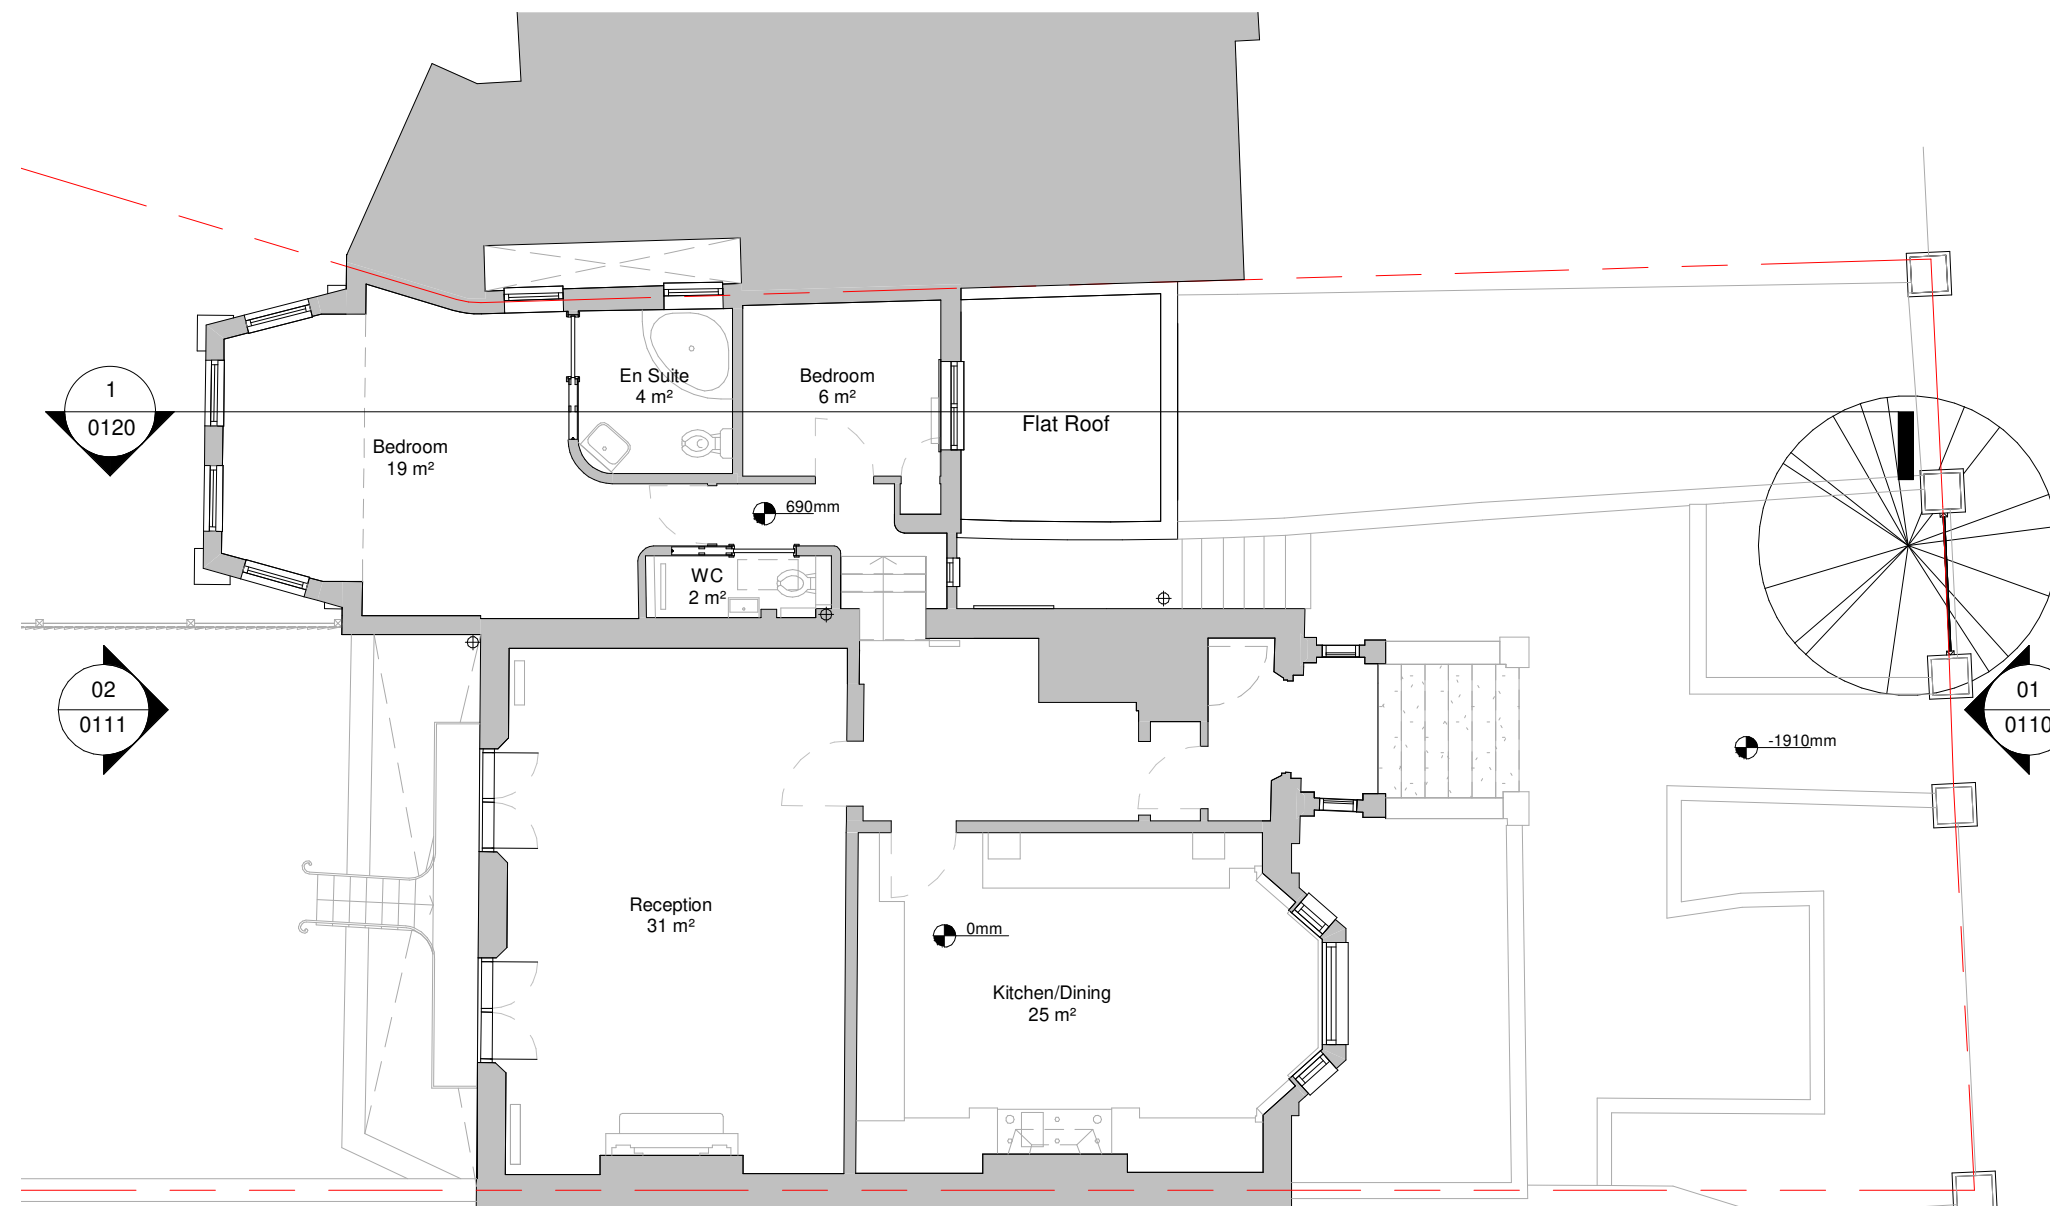 1
0120
En Suite
4 m²
Bedroom
6 m²
Flat Roof
Bedroom
19 m²
690mm
WC
2 m²
02
0111
01
0110
-1910mm
Reception
31 m²
0mm
Kitchen/Dining
25 m²